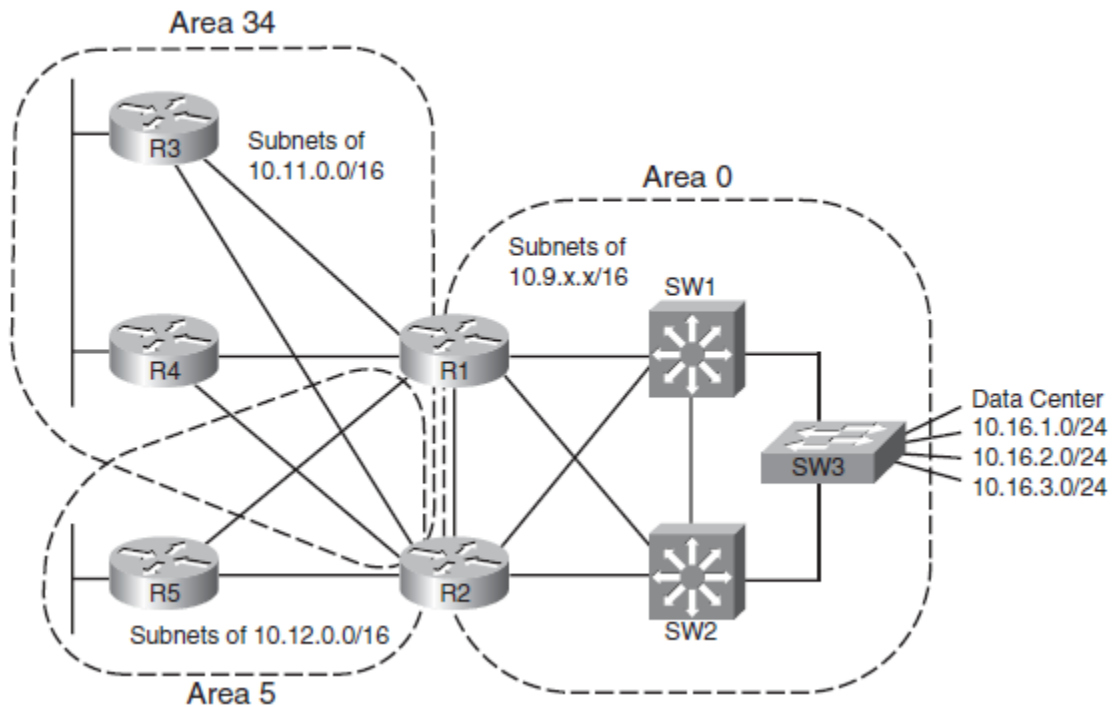 Area 34
R3
Subnets of
10.11.0.0/16
Area 0
Subnets of
10.9.x.x/16
SW1
R4
R1
Data Center
10.16.1.0/24
10.16.2.0/24
10.16.3.0/24
SW3
R5
R2
SW2
Subnets of 10.12.0.0/16
Area 5